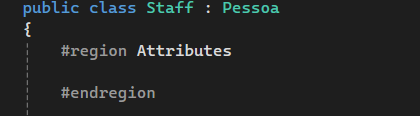 public class Staff : Pessoa
{
#region Attributes
#endregion